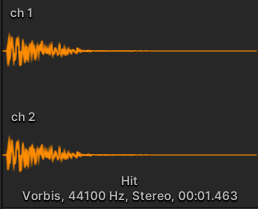 ch 1
ch 2
Hit
Vorbis, 44100 Hz, Stereo, 00:01.463